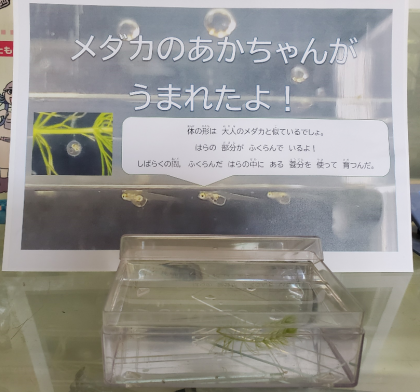 メダカのあかちゃんが
うまれたよ！
体の形は 大人のメダカと似ているでしょ。
はらの 部分が ふくらんで いるよ！
しばらくの間、ふくらんだ はらの中に ある 養分を 使って 育つんだ。
とも